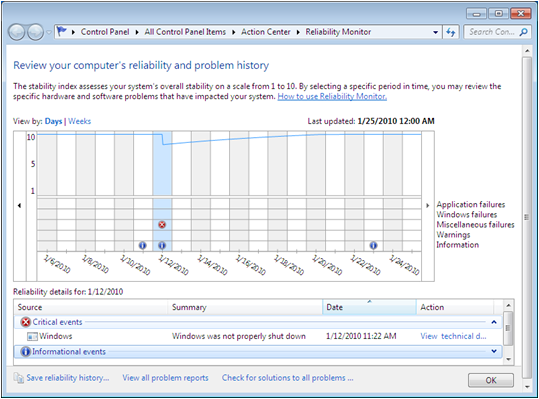 Control Panel ▸ All Control Panel Items ▸ Action Center ▸ Reliability Monitor
Search Con...
Review your computer's reliability and problem history
The stability index assesses your system's overall stability on a scale from 1 to 10. By selecting a specific period in time, you may review the
specific hardware and software problems that have impacted your system. How to use Reliability Monitor.
View by: Days | Weeks
Last updated: 1/25/2010 12:00 AM
10
5
1
Application failures
Windows failures
Miscellaneous failures
Warnings
Information
1/6/2010
1/8/2010
1/10/2010
1/12/2010
1/14/2010
1/16/2010
1/18/2010
1/20/2010
1/22/2010
1/24/2010
Reliability details for: 1/12/2010
Source Summary Date Action
Critical events
Windows Windows was not properly shut down 1/12/2010 11:22 AM View technical d...
Informational events
Save reliability history... View all problem reports Check for solutions to all problems ...
OK